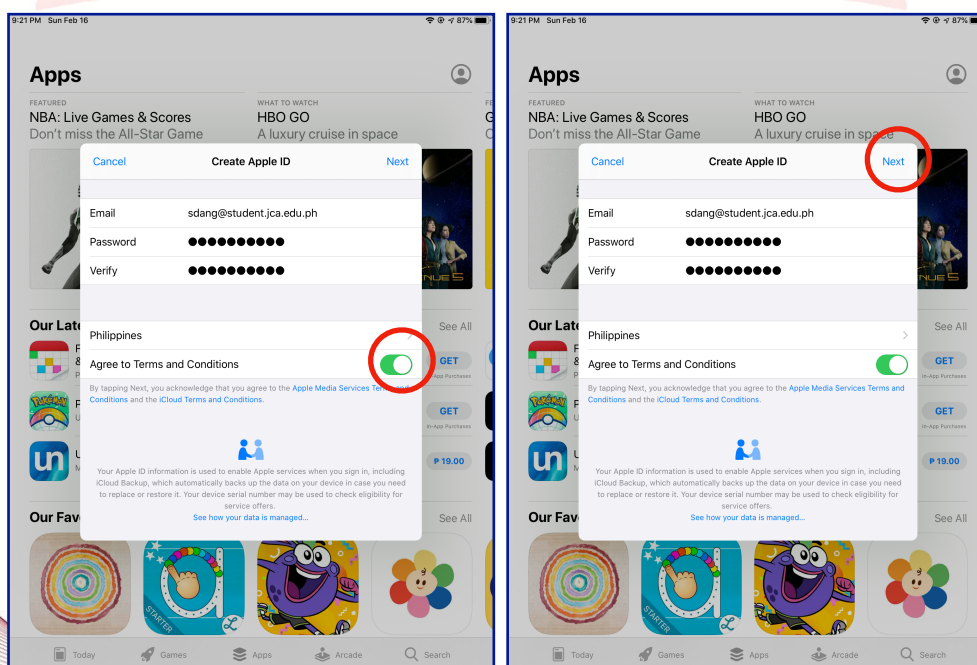 9:21 PM Sun Feb 16
87%
Apps
FEATURED
NBA: Live Games & Scores
Don't miss the All-Star Game
WHAT TO WATCH
HBO GO
A luxury cruise in space
Cancel
Create Apple ID
Next
Email
sdang@student.jca.edu.ph
Password
●●●●●●●●●●
Verify
●●●●●●●●●●
Philippines
Agree to Terms and Conditions
By tapping Next, you acknowledge that you agree to the Apple Media Services Terms and
Conditions and the iCloud Terms and Conditions.
Your Apple ID information is used to enable Apple services when you sign in, including
iCloud Backup, which automatically backs up the data on your device in case you need
to replace or restore it. Your device serial number may be used to check eligibility for
service offers.
See how your data is managed...
Our Late
See All
GET
App Purchases
GET
In-App Purchases
un
₱ 19.00
Our Fav
See All
STARTER
Today
Games
Apps
Arcade
Search
9:21 PM Sun Feb 16
87%
Apps
FEATURED
NBA: Live Games & Scores
Don't miss the All-Star Game
WHAT TO WATCH
HBO GO
A luxury cruise in space
Cancel
Create Apple ID
Next
Email
sdang@student.jca.edu.ph
Password
●●●●●●●●●●
Verify
●●●●●●●●●●
Philippines
Agree to Terms and Conditions
By tapping Next, you acknowledge that you agree to the Apple Media Services Terms and
Conditions and the iCloud Terms and Conditions.
Your Apple ID information is used to enable Apple services when you sign in, including
iCloud Backup, which automatically backs up the data on your device in case you need
to replace or restore it. Your device serial number may be used to check eligibility for
service offers.
See how your data is managed...
Our Late
See All
GET
In-App Purchases
GET
In-App Purchases
un
₱ 19.00
Our Fav
See All
STARTER
Today
Games
Apps
Arcade
Search